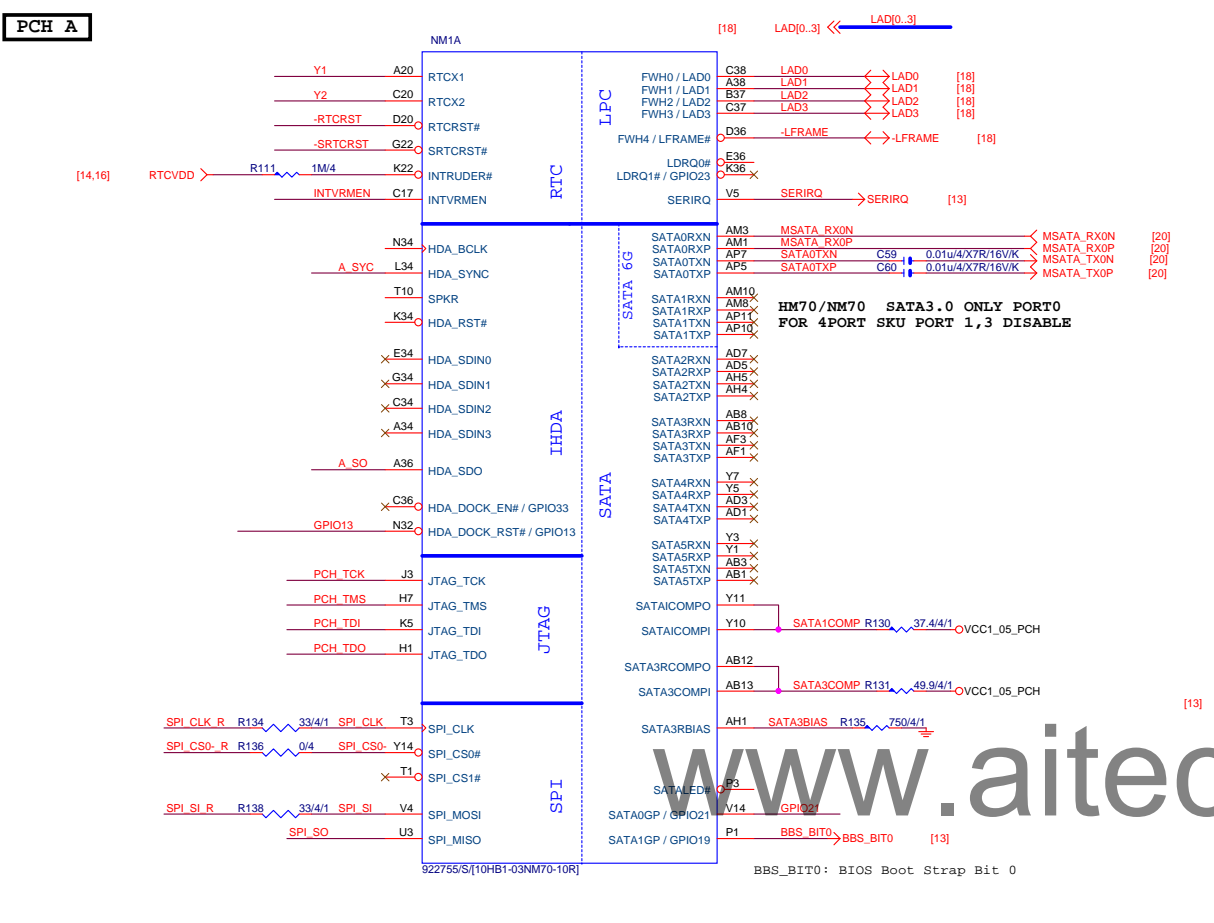 PCH A
[18] LAD[0..3] LAD[0..3]
NM1A
Y1 A20 RTCX1 FWH0 / LAD0 C38 LAD0 LAD0 [18]
FWH1 / LAD1 A38 LAD1 LAD1 [18]
Y2 C20 RTCX2 FWH2 / LAD2 B37 LAD2 LAD2 [18]
FWH3 / LAD3 C37 LAD3 LAD3 [18]
LPC
-RTCRST D20 RTCRST# FWH4 / LFRAME# D36 -LFRAME -LFRAME [18]
-SRTCRST G22 SRTCRST# LDRQ0# E36
[14,16] RTCVDD R111 1M/4 K22 INTRUDER# LDRQ1# / GPIO23 K36
RTC
INTVRMEN C17 INTVRMEN SERIRQ V5 SERIRQ SERIRQ [13]
SATA0RXN AM3 MSATA_RX0N MSATA_RX0N [20]
N34 HDA_BCLK SATA0RXP AM1 MSATA_RX0P MSATA_RX0P [20]
SATA0TXN AP7 SATA0TXN C59 0.01u/4/X7R/16V/K MSATA_TX0N [20]
A_SYC L34 HDA_SYNC SATA0TXP AP5 SATA0TXP C60 0.01u/4/X7R/16V/K MSATA_TX0P [20]
SATA 6G
T10 SPKR SATA1RXN AM10
SATA1RXP AM8 HM70/NM70 SATA3.0 ONLY PORT0
K34 HDA_RST# SATA1TXN AP11 FOR 4PORT SKU PORT 1,3 DISABLE
SATA1TXP AP10
E34 HDA_SDIN0 SATA2RXN AD7
SATA2RXP AD5
G34 HDA_SDIN1 SATA2TXN AH5
SATA2TXP AH4
C34 HDA_SDIN2 SATA3RXN AB8
A34 HDA_SDIN3 SATA3RXP AB10
SATA3TXN AF3
SATA3TXP AF1
IHDA
A_SO A36 HDA_SDO SATA4RXN Y7
SATA4RXP Y5
SATA
C36 HDA_DOCK_EN# / GPIO33 SATA4TXN AD3
SATA4TXP AD1
GPIO13 N32 HDA_DOCK_RST# / GPIO13 SATA5RXN Y3
SATA5RXP Y1
SATA5TXN AB3
PCH_TCK J3 JTAG_TCK SATA5TXP AB1
PCH_TMS H7 JTAG_TMS SATAICOMPO Y11
PCH_TDI K5 JTAG_TDI SATAICOMPI Y10 SATA1COMP R130 37.4/4/1 VCC1_05_PCH
JTAG
PCH_TDO H1 JTAG_TDO SATA3RCOMPO AB12
SATA3COMPI AB13 SATA3COMP R131 49.9/4/1 VCC1_05_PCH
[13]
SPI_CLK_R R134 33/4/1 SPI_CLK T3 SPI_CLK SATA3RBIAS AH1 SATA3BIAS R135 750/4/1
SPI_CS0-_R R136 0/4 SPI_CS0- Y14 SPI_CS0#
www.aitec
T1 SPI_CS1# SATALED# P3
SPI
SPI_SI_R R138 33/4/1 SPI_SI V4 SPI_MOSI SATA0GP / GPIO21 V14 GPIO21
SPI_SO U3 SPI_MISO SATA1GP / GPIO19 P1 BBS_BIT0 BBS_BIT0 [13]
922755/S/[10HB1-03NM70-10R] BBS_BIT0: BIOS Boot Strap Bit 0